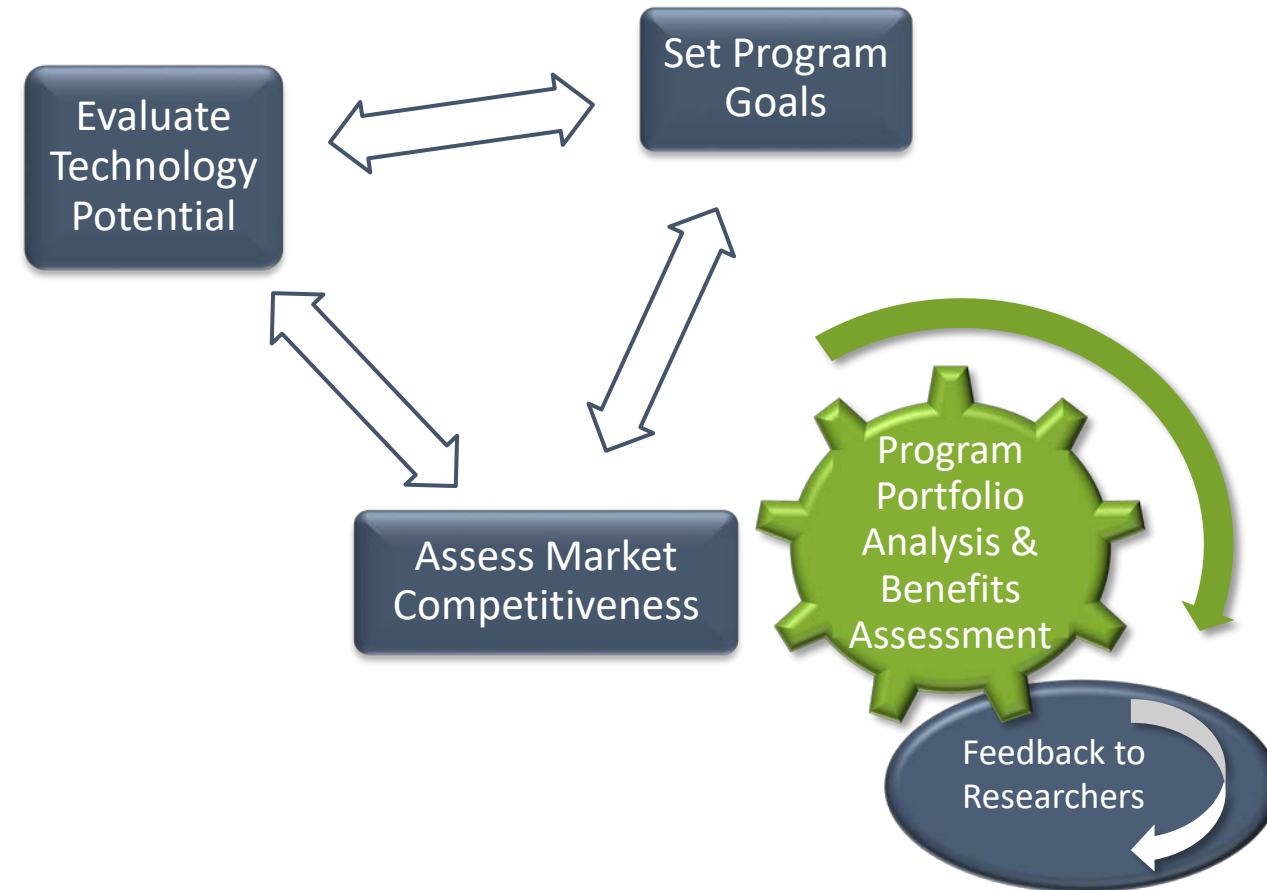 Evaluate
Technology
Potential
Set Program
Goals
Assess Market
Competitiveness
Program
Portfolio
Analysis &
Benefits
Assessment
Feedback to
Researchers